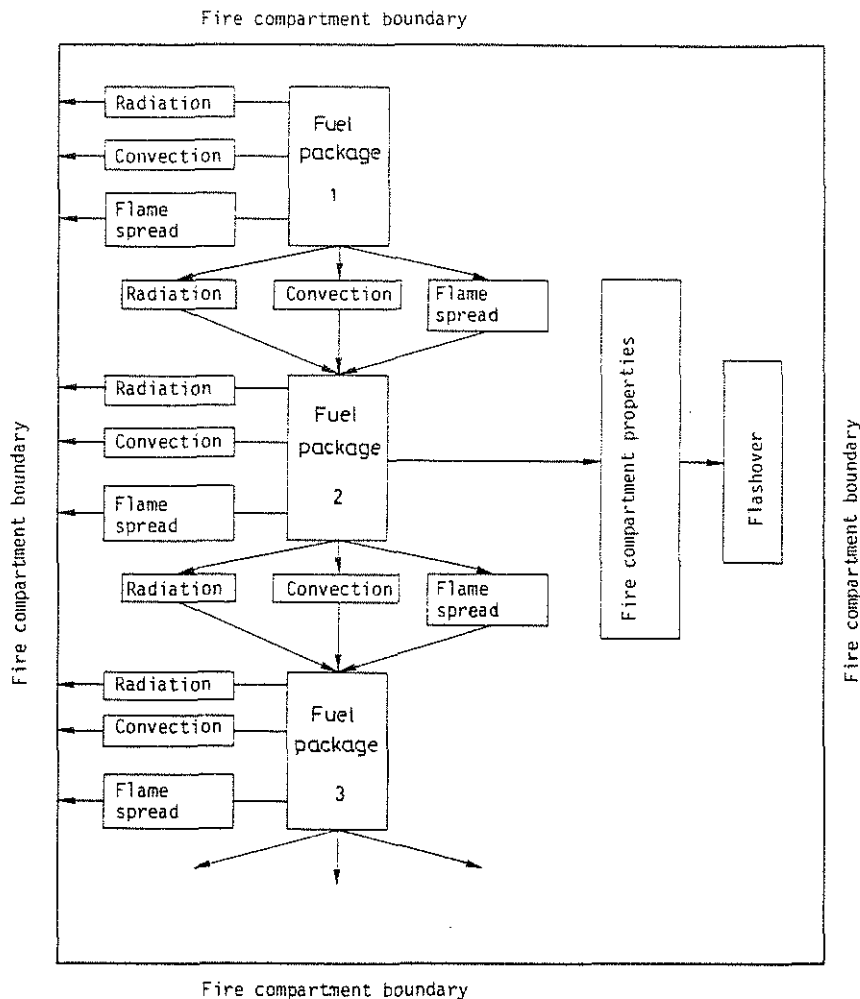 Fire compartment boundary
Radiation
Convection
Flame
spread
Fuel
package
1
Radiation
Convection
Flame
spread
Radiation
Convection
Flame
spread
Fuel
package
2
Radiation
Convection
Flame
spread
Radiation
Convection
Flame
spread
Fuel
package
3
Fire compartment properties
Flashover
Fire compartment boundary
Fire compartment boundary
Fire compartment boundary